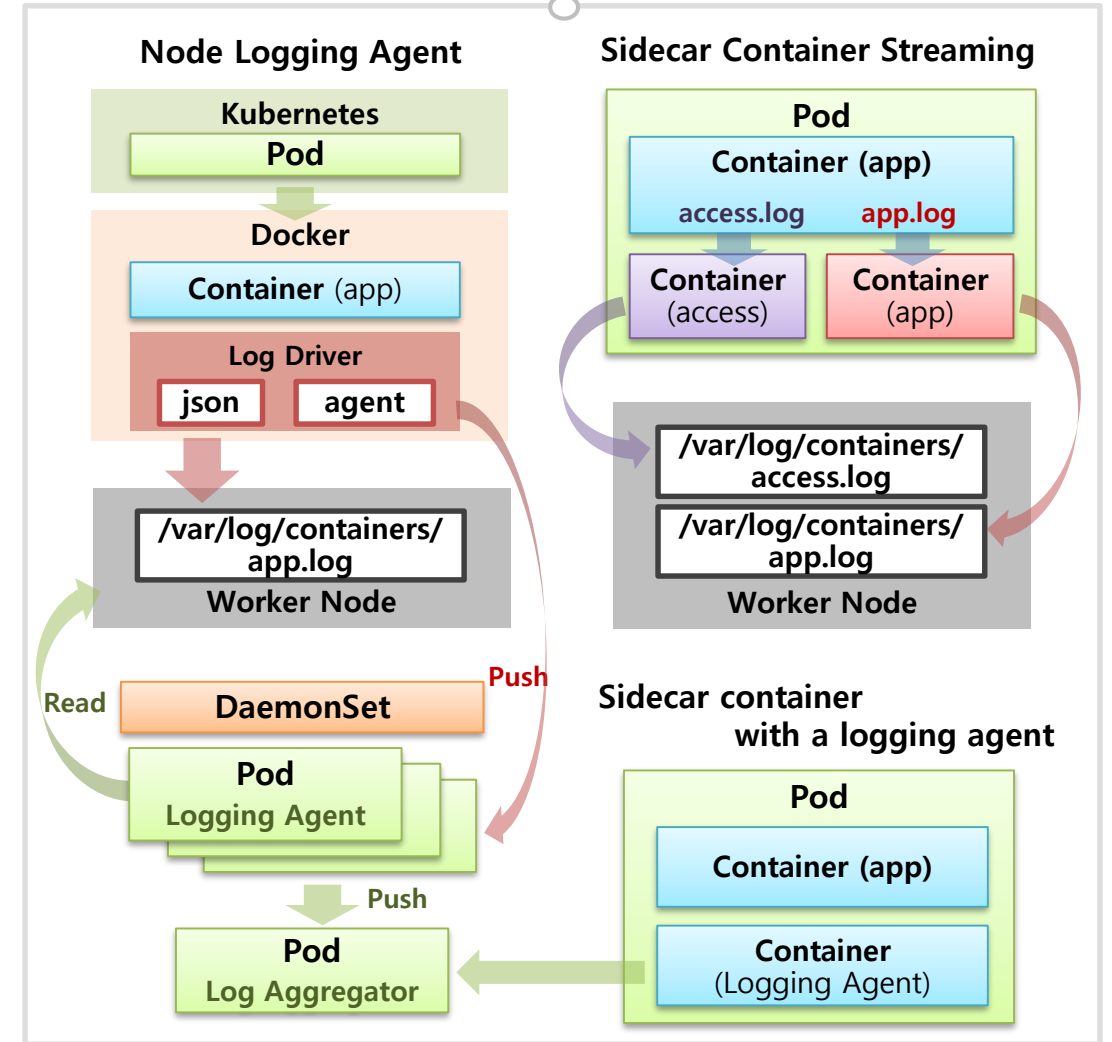 Node Logging Agent
Kubernetes
Pod
Docker
Container (app)
Log Driver
json
agent
/var/log/containers/
app.log
Worker Node
Read
Push
DaemonSet
Pod
Logging Agent
Push
Pod
Log Aggregator
Sidecar Container Streaming
Pod
Container (app)
access.log
app.log
Container
(access)
Container
(app)
/var/log/containers/
access.log
/var/log/containers/
app.log
Worker Node
Sidecar container
with a logging agent
Pod
Container (app)
Container
(Logging Agent)